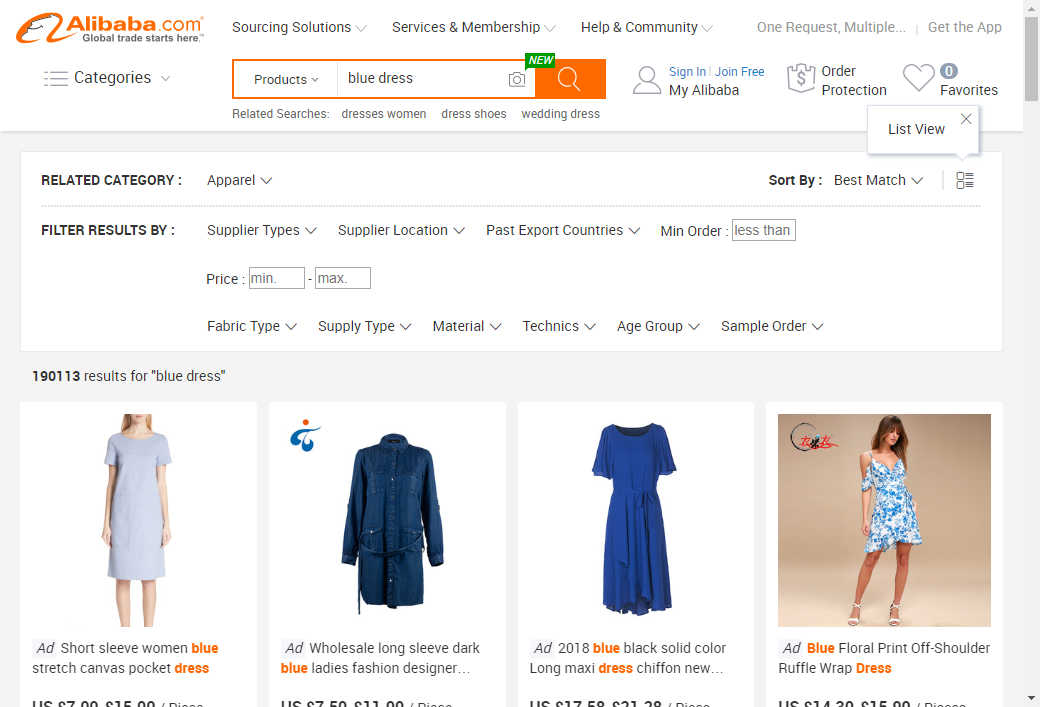 Alibaba.com
Global trade starts here.™
Sourcing Solutions
Services & Membership
Help & Community
One Request, Multiple...
Get the App
Categories
Products
blue dress
NEW
Sign In
Join Free
My Alibaba
Order
Protection
0
Favorites
Related Searches:
dresses women
dress shoes
wedding dress
List View
RELATED CATEGORY :
Apparel
Sort By :
Best Match
FILTER RESULTS BY :
Supplier Types
Supplier Location
Past Export Countries
Min Order :
less than
Price :
min.
-
max.
Fabric Type
Supply Type
Material
Technics
Age Group
Sample Order
190113 results for "blue dress"
Ad Short sleeve women blue
stretch canvas pocket dress
Ad Wholesale long sleeve dark
blue ladies fashion designer...
Ad 2018 blue black solid color
Long maxi dress chiffon new...
Ad Blue Floral Print Off-Shoulder
Ruffle Wrap Dress